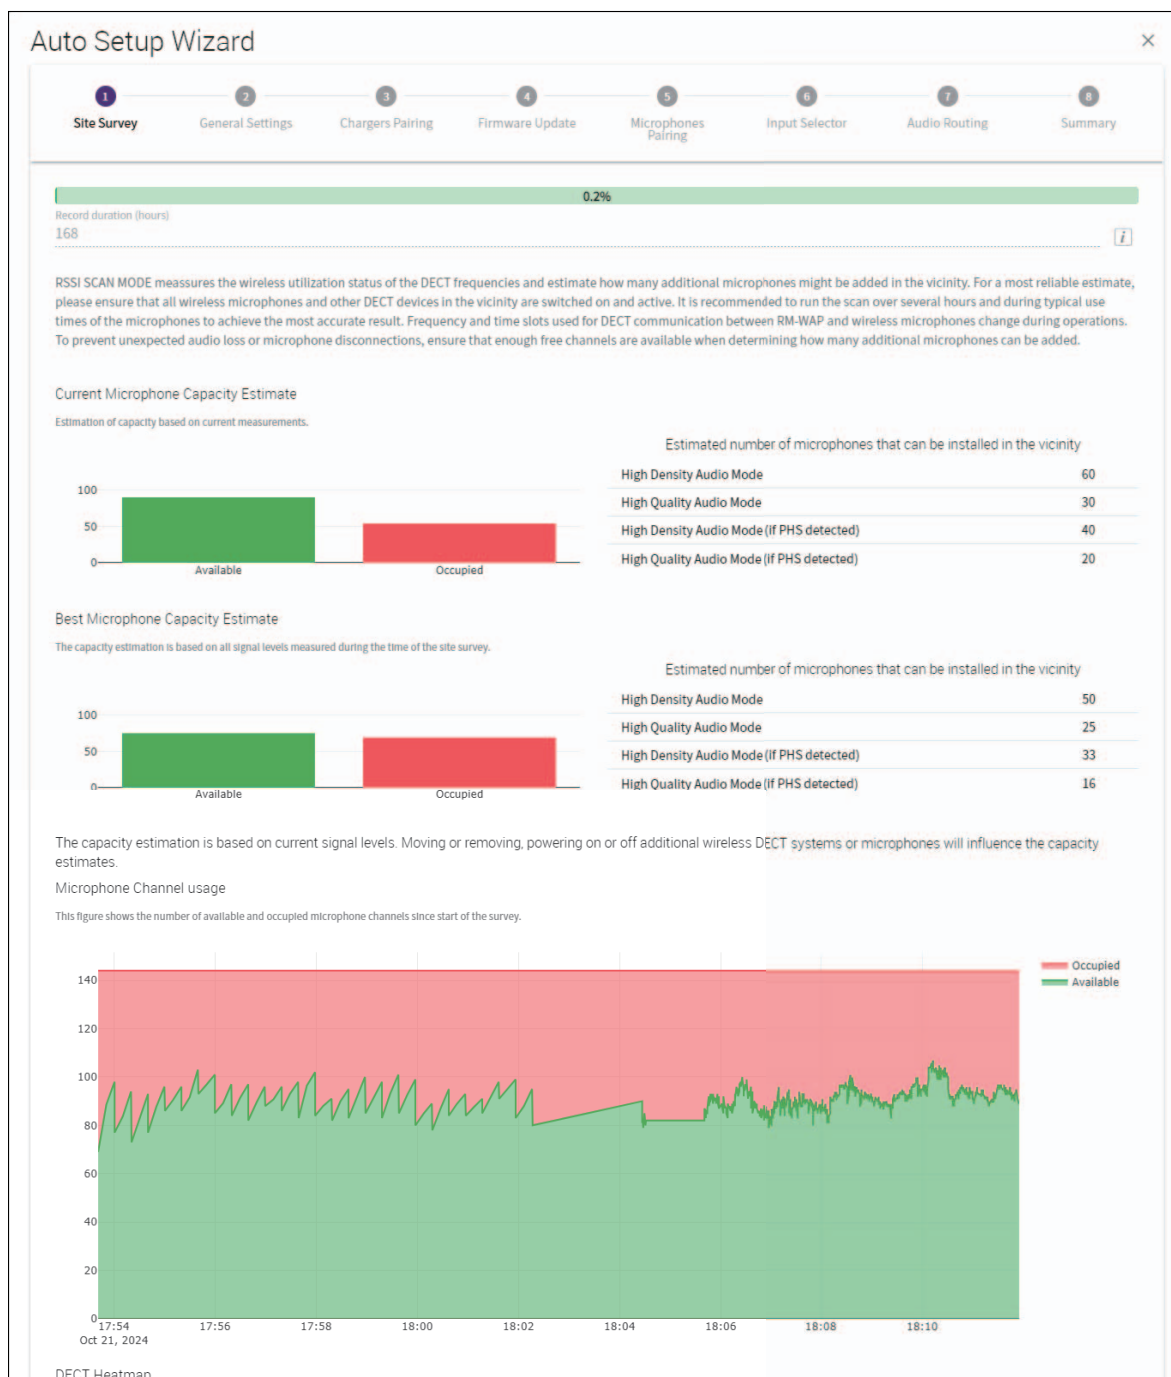 Auto Setup Wizard
×
1 2 3 4 5 6 7 8
Site Survey General Settings Chargers Pairing Firmware Update Microphones Pairing Input Selector Audio Routing Summary
0.2%
Record duration (hours)
168
i
RSSI SCAN MODE meassures the wireless utilization status of the DECT frequencies and estimate how many additional microphones might be added in the vicinity. For a most reliable estimate,
please ensure that all wireless microphones and other DECT devices in the vicinity are switched on and active. It is recommended to run the scan over several hours and during typical use
times of the microphones to achieve the most accurate result. Frequency and time slots used for DECT communication between RM-WAP and wireless microphones change during operations.
To prevent unexpected audio loss or microphone disconnections, ensure that enough free channels are available when determining how many additional microphones can be added.
Current Microphone Capacity Estimate
Estimation of capacity based on current measurements.
Estimated number of microphones that can be installed in the vicinity
High Density Audio Mode 60
High Quality Audio Mode 30
High Density Audio Mode (if PHS detected) 40
High Quality Audio Mode (if PHS detected) 20
100
50
0
Available Occupied
Best Microphone Capacity Estimate
The capacity estimation is based on all signal levels measured during the time of the site survey.
Estimated number of microphones that can be installed in the vicinity
High Density Audio Mode 50
High Quality Audio Mode 25
High Density Audio Mode (if PHS detected) 33
High Quality Audio Mode (if PHS detected) 16
100
50
0
Available Occupied
The capacity estimation is based on current signal levels. Moving or removing, powering on or off additional wireless DECT systems or microphones will influence the capacity
estimates.
Microphone Channel usage
This figure shows the number of available and occupied microphone channels since start of the survey.
Occupied
Available
140
120
100
80
60
40
20
0
17:54 17:56 17:58 18:00 18:02 18:04 18:06 18:08 18:10
Oct 21, 2024
DECT Heatmap